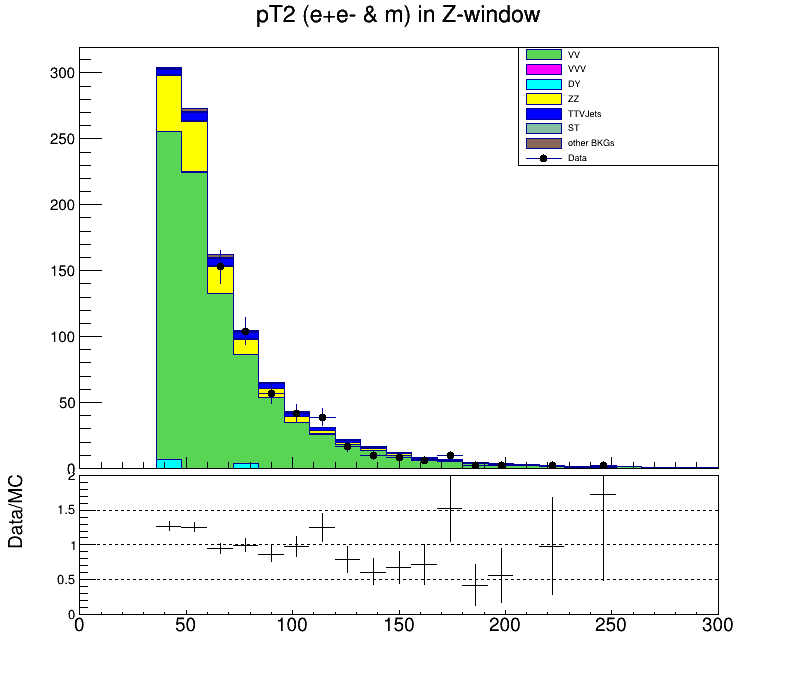 pT2 (e+e- & m) in Z-window
300
250
200
150
100
50
0
VV
VVV
DY
ZZ
TTVJets
ST
other BKGs
Data
Data/MC
2
1.5
1
0.5
0
0 50 100 150 200 250 300